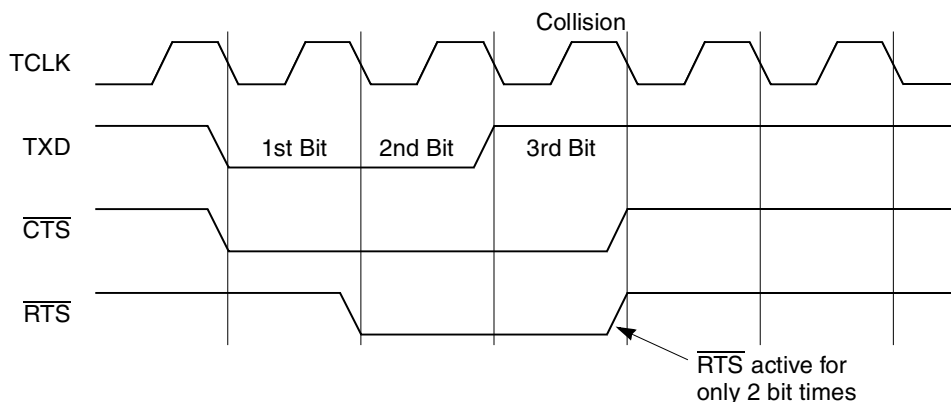 Collision
TCLK
TXD
1st Bit
2nd Bit
3rd Bit
CTS
RTS
RTS active for
only 2 bit times